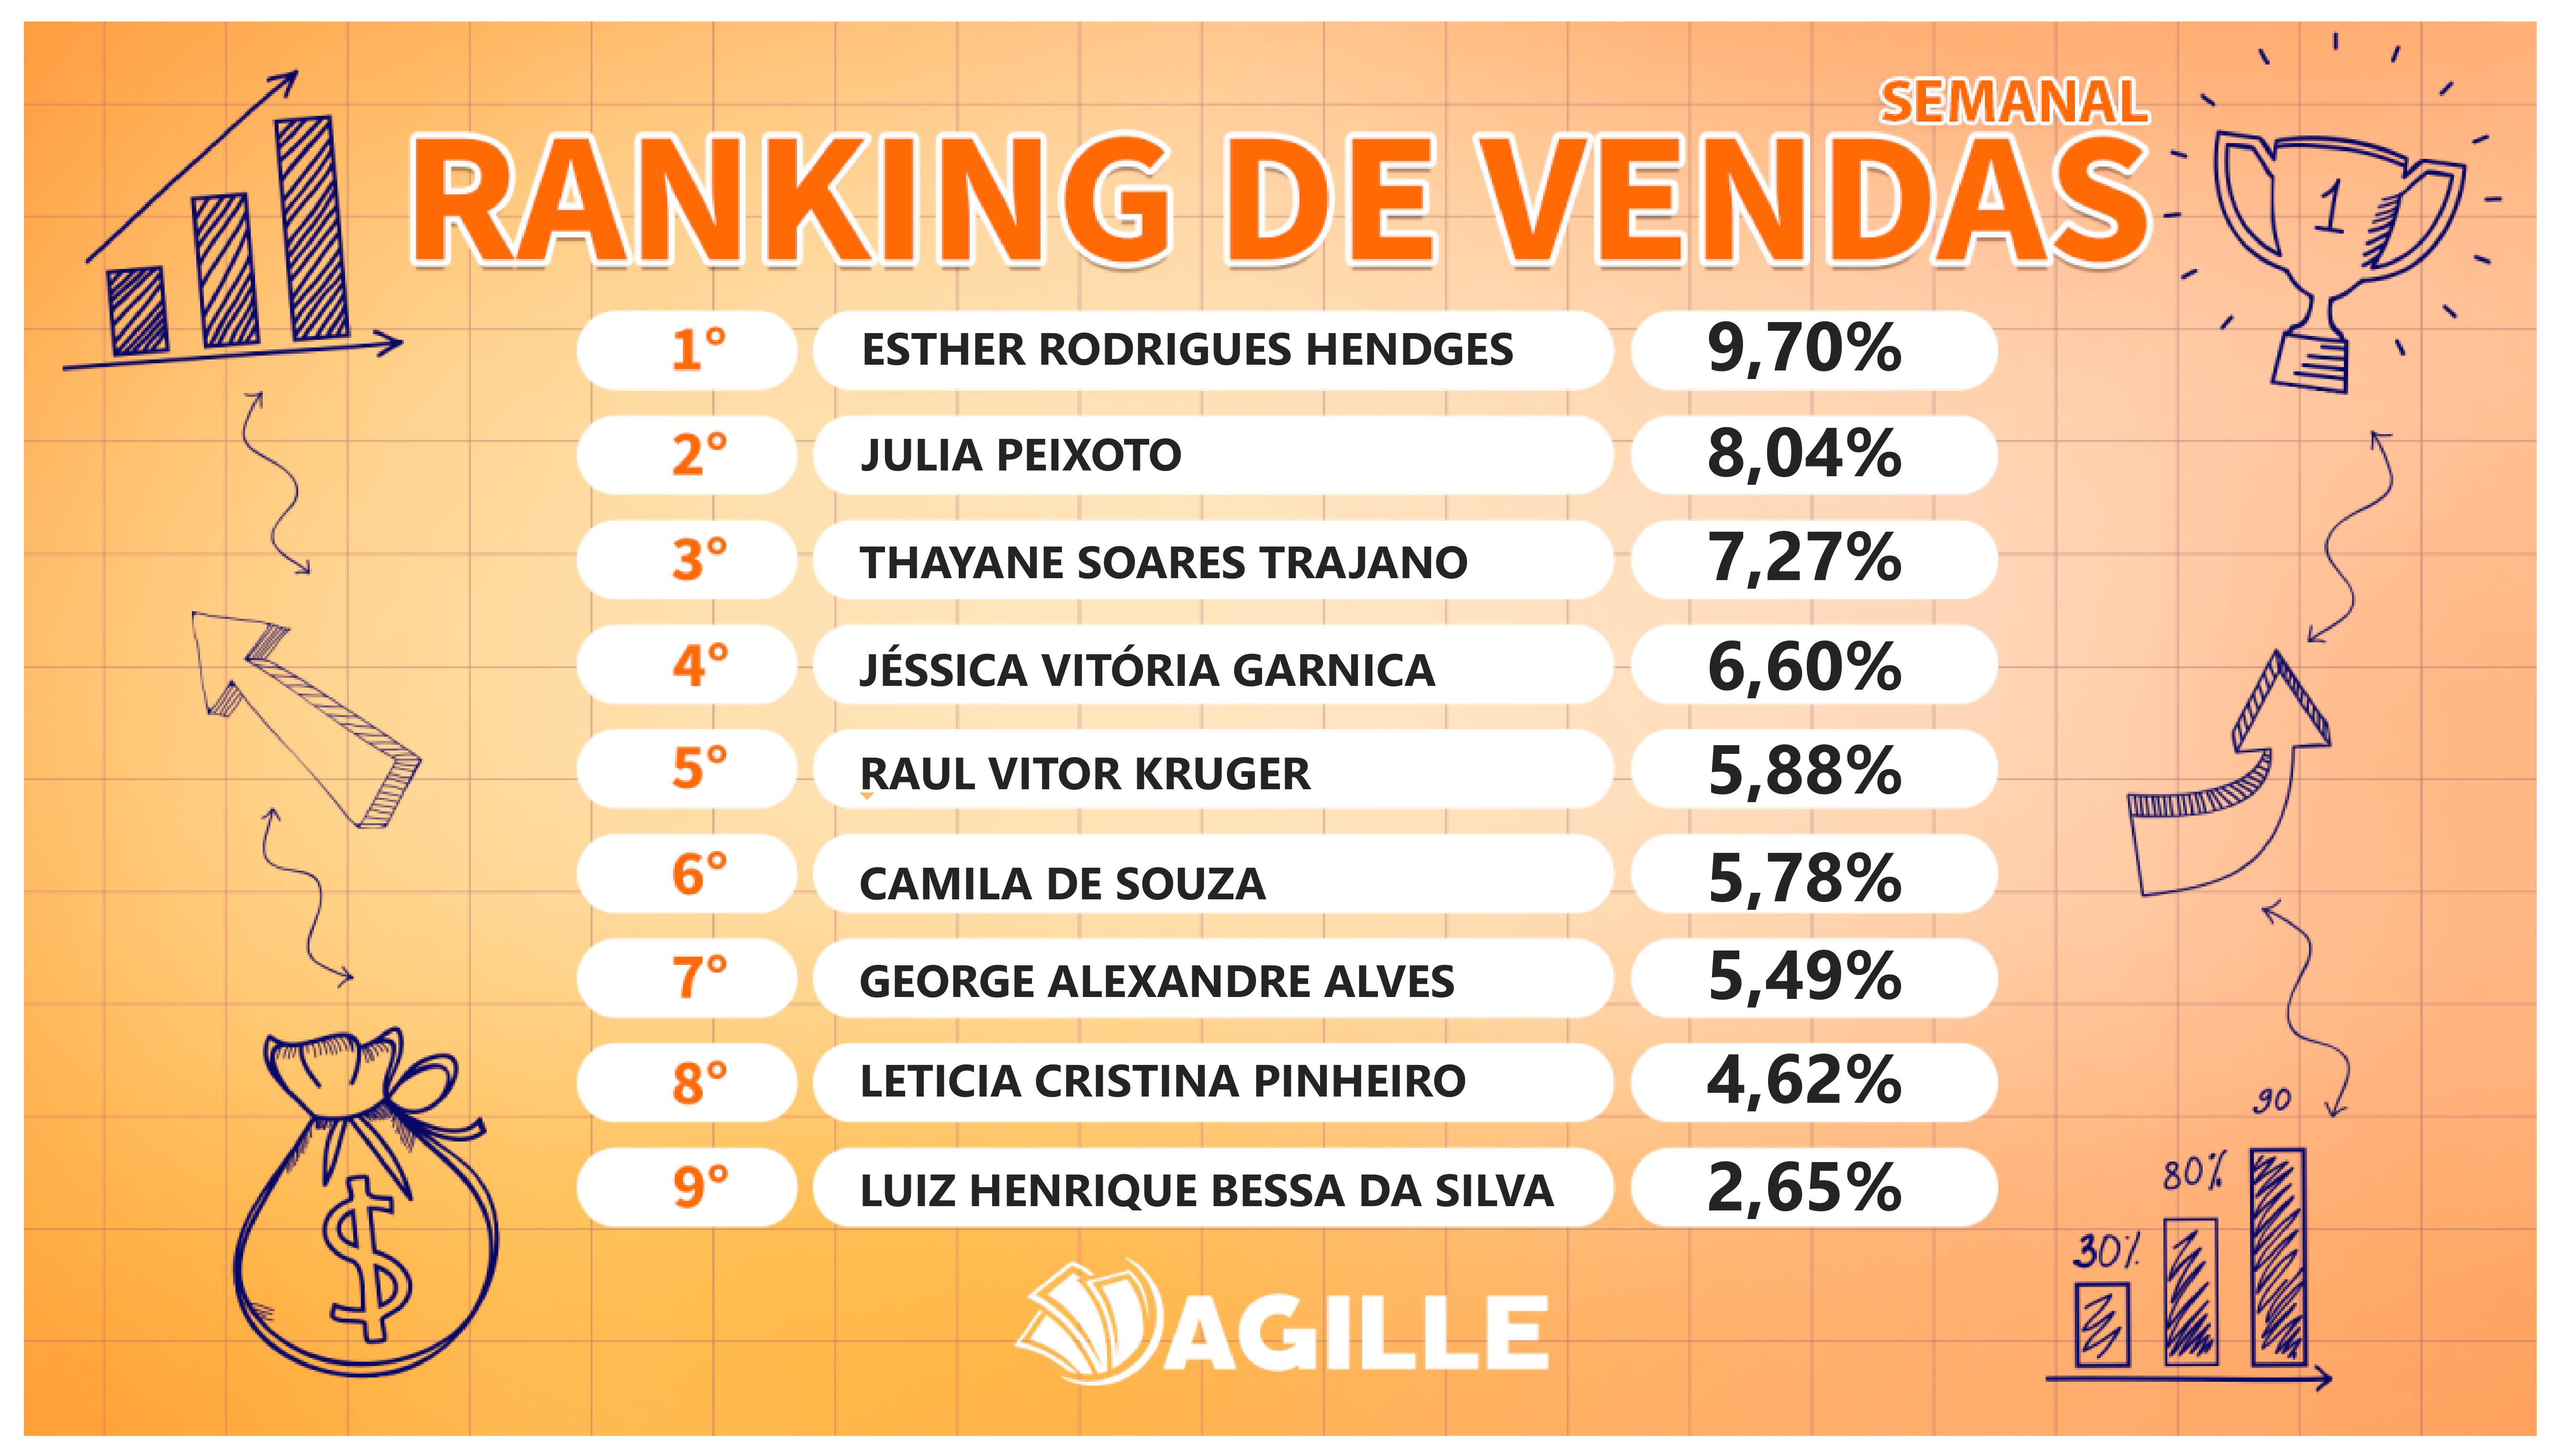 SEMANAL
RANKING DE VENDAS
1
1° ESTHER RODRIGUES HENDGES 9,70%
2° JULIA PEIXOTO 8,04%
3° THAYANE SOARES TRAJANO 7,27%
4° JÉSSICA VITÓRIA GARNICA 6,60%
5° RAUL VITOR KRUGER 5,88%
6° CAMILA DE SOUZA 5,78%
7° GEORGE ALEXANDRE ALVES 5,49%
8° LETICIA CRISTINA PINHEIRO 4,62%
9° LUIZ HENRIQUE BESSA DA SILVA 2,65%
$
30% 80% 90
AGILLE